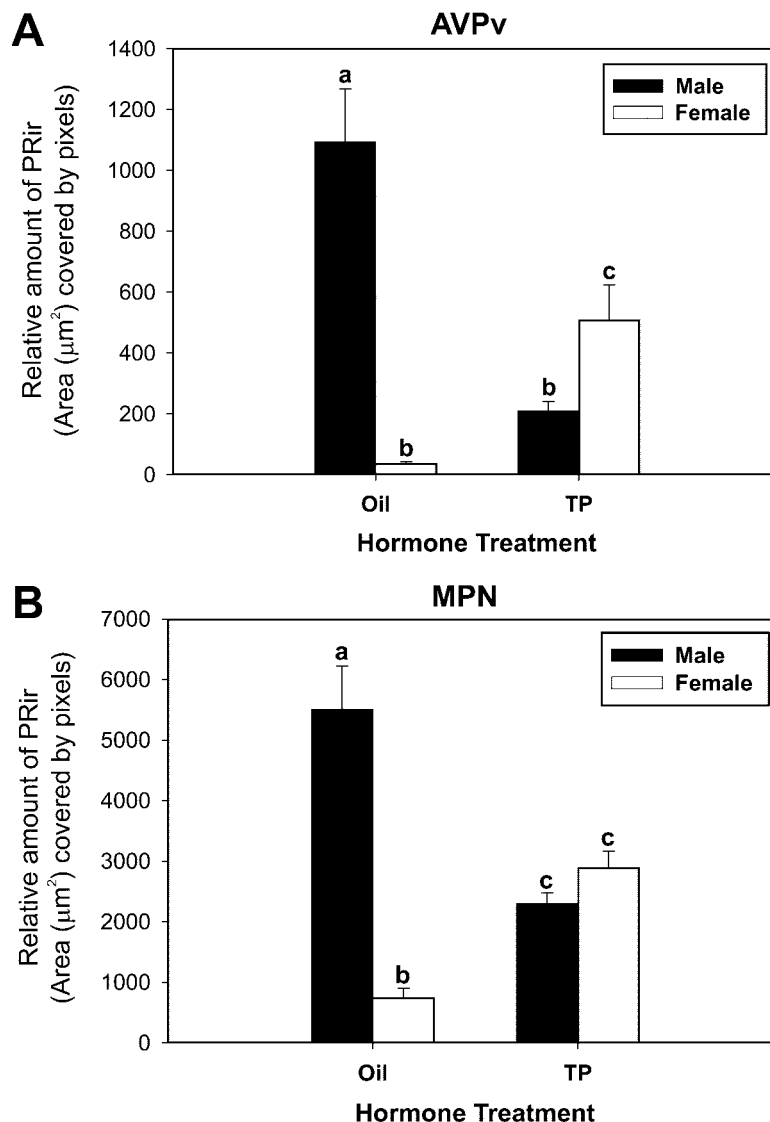 A
AVPv
Relative amount of PRir
(Area (μm²) covered by pixels)
1400
1200
1000
800
600
400
200
0
a
b
b
c
Male
Female
Oil
TP
Hormone Treatment
B
MPN
Relative amount of PRir
(Area (μm²) covered by pixels)
7000
6000
5000
4000
3000
2000
1000
0
a
b
c
c
Male
Female
Oil
TP
Hormone Treatment